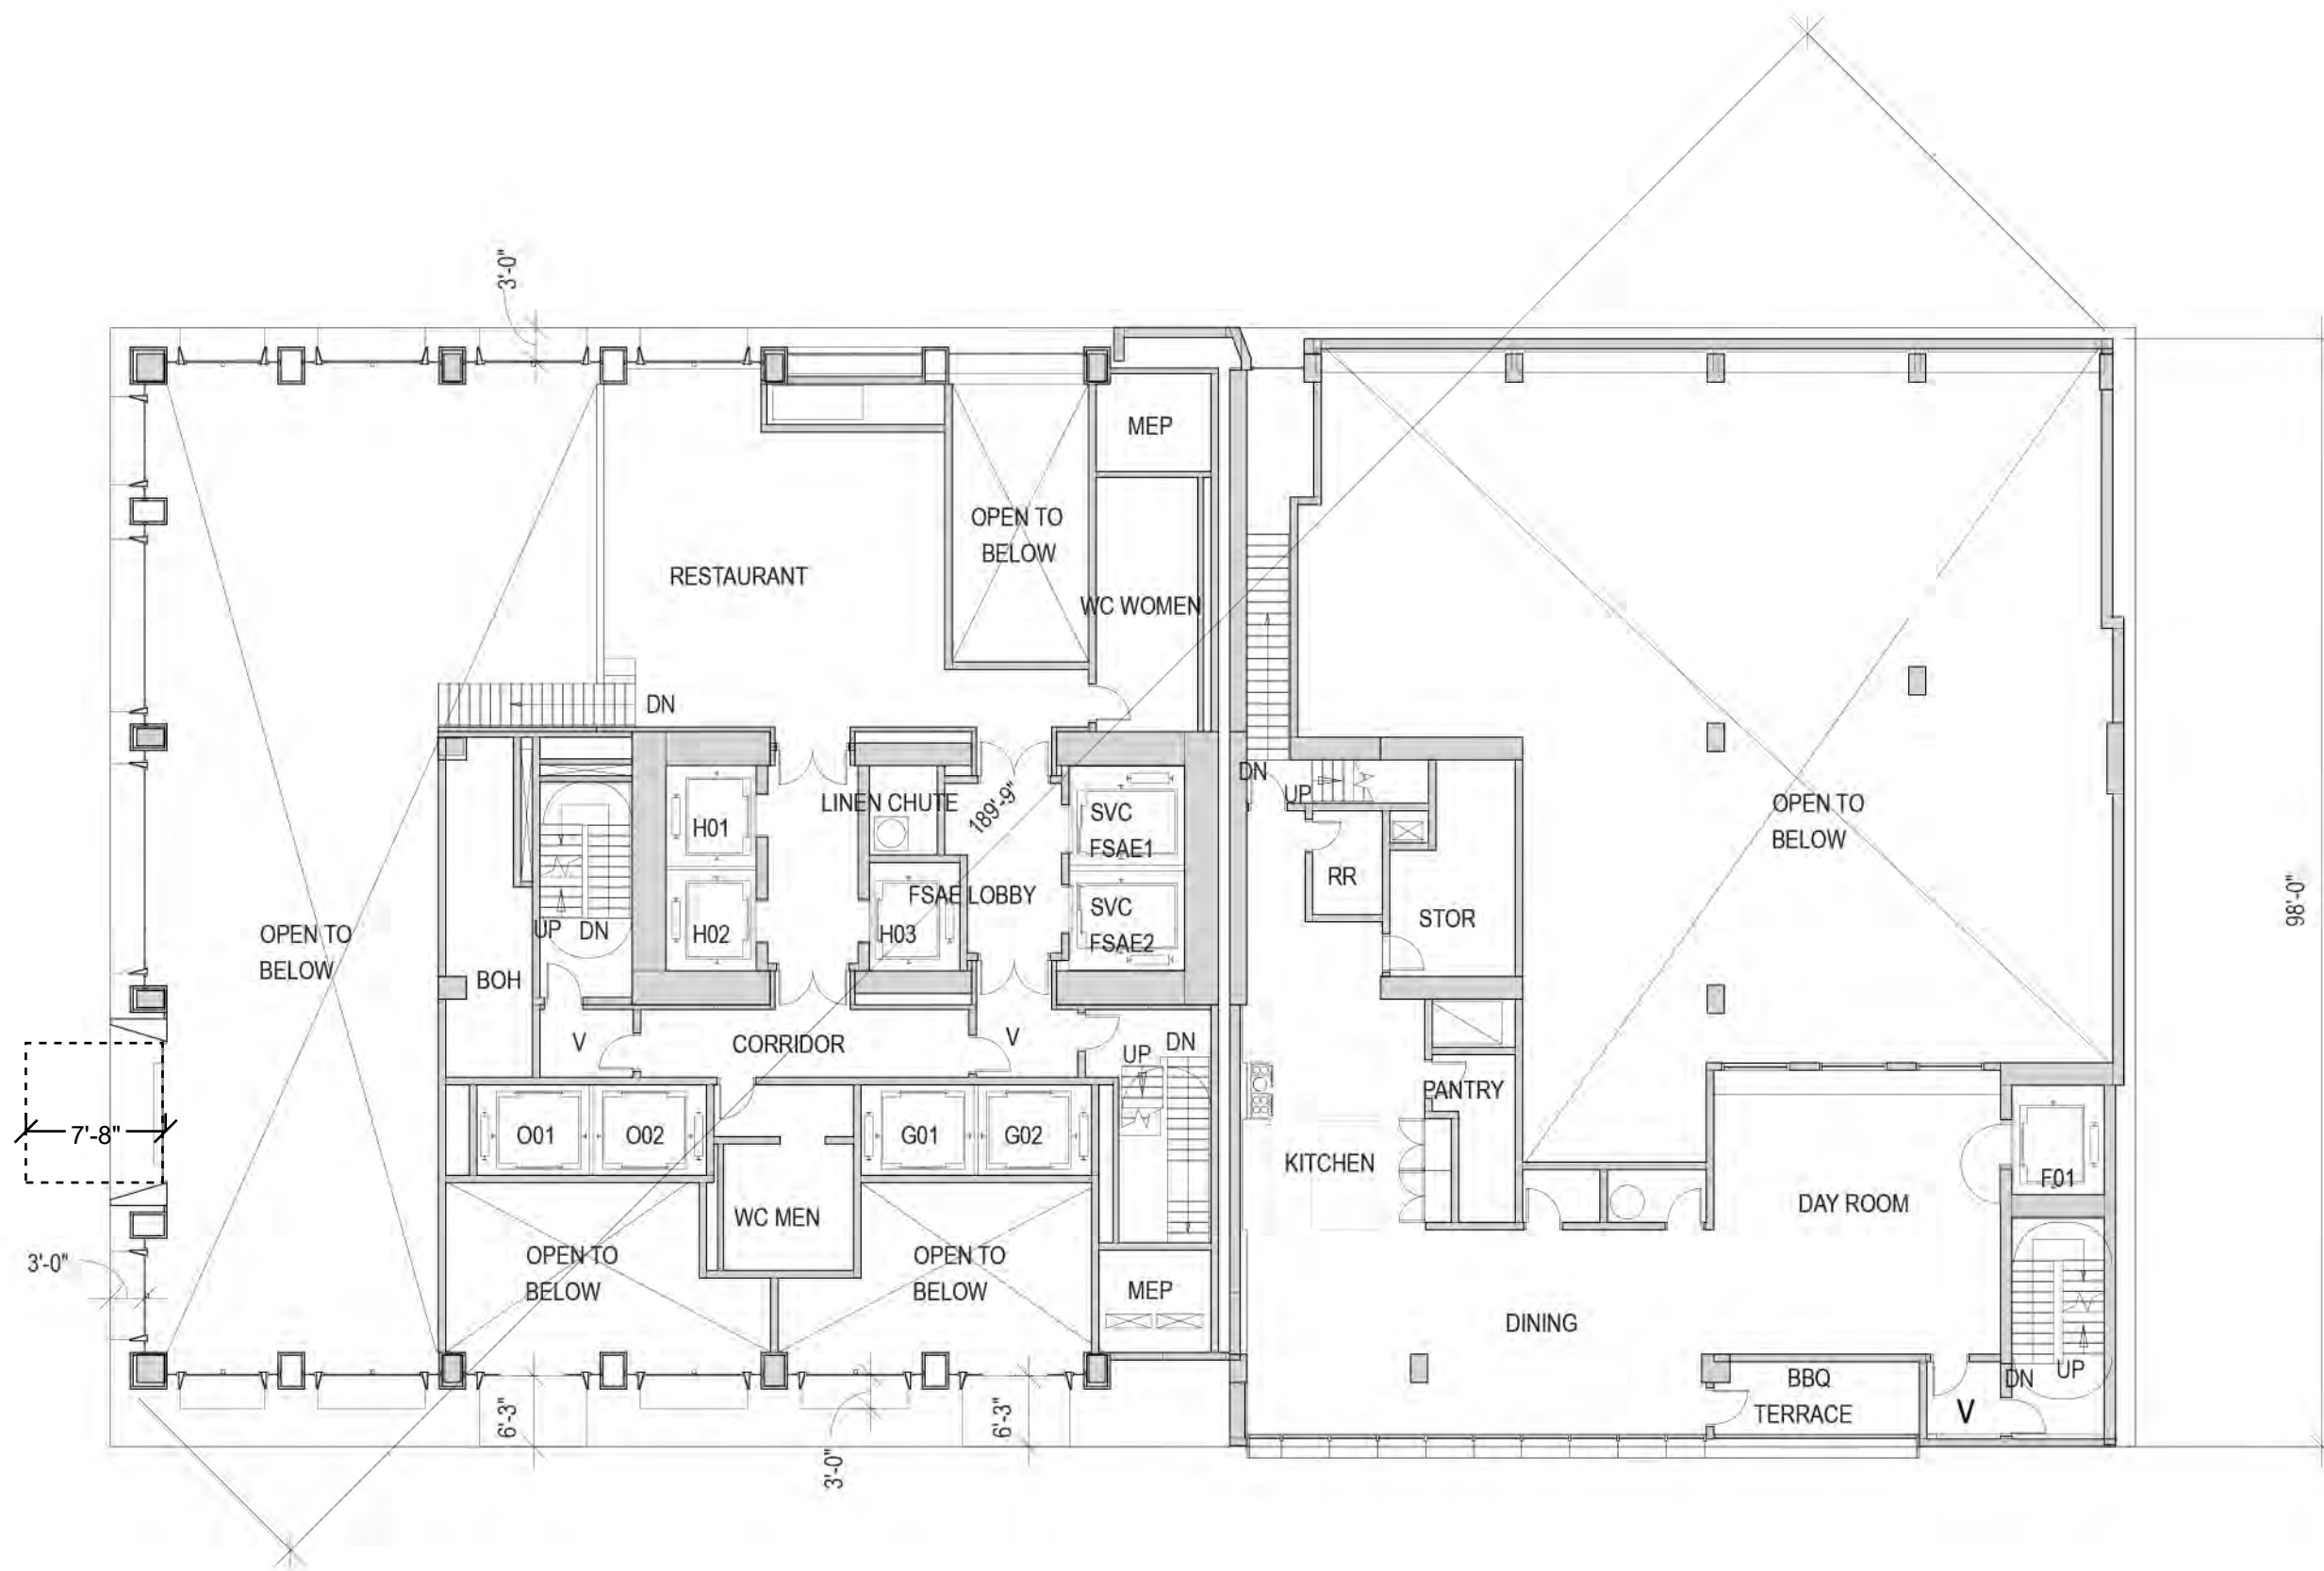 3'-0"
MEP
OPEN TO
BELOW
RESTAURANT
WC WOMEN
DN
LINEN CHUTE
189'-9"
H01
SVC
FSAE1
FSAE LOBBY
H02
H03
SVC
FSAE2
UP
DN
BOH
OPEN TO
BELOW
V
CORRIDOR
V
UP
DN
7'-8"
O01
O02
G01
G02
WC MEN
OPEN TO
BELOW
OPEN TO
BELOW
MEP
3'-0"
6'-3"
3'-0"
6'-3"
DN
UP
RR
STOR
OPEN TO
BELOW
98'-0"
PANTRY
KITCHEN
DAY ROOM
F01
DINING
BBQ
TERRACE
V
DN
UP